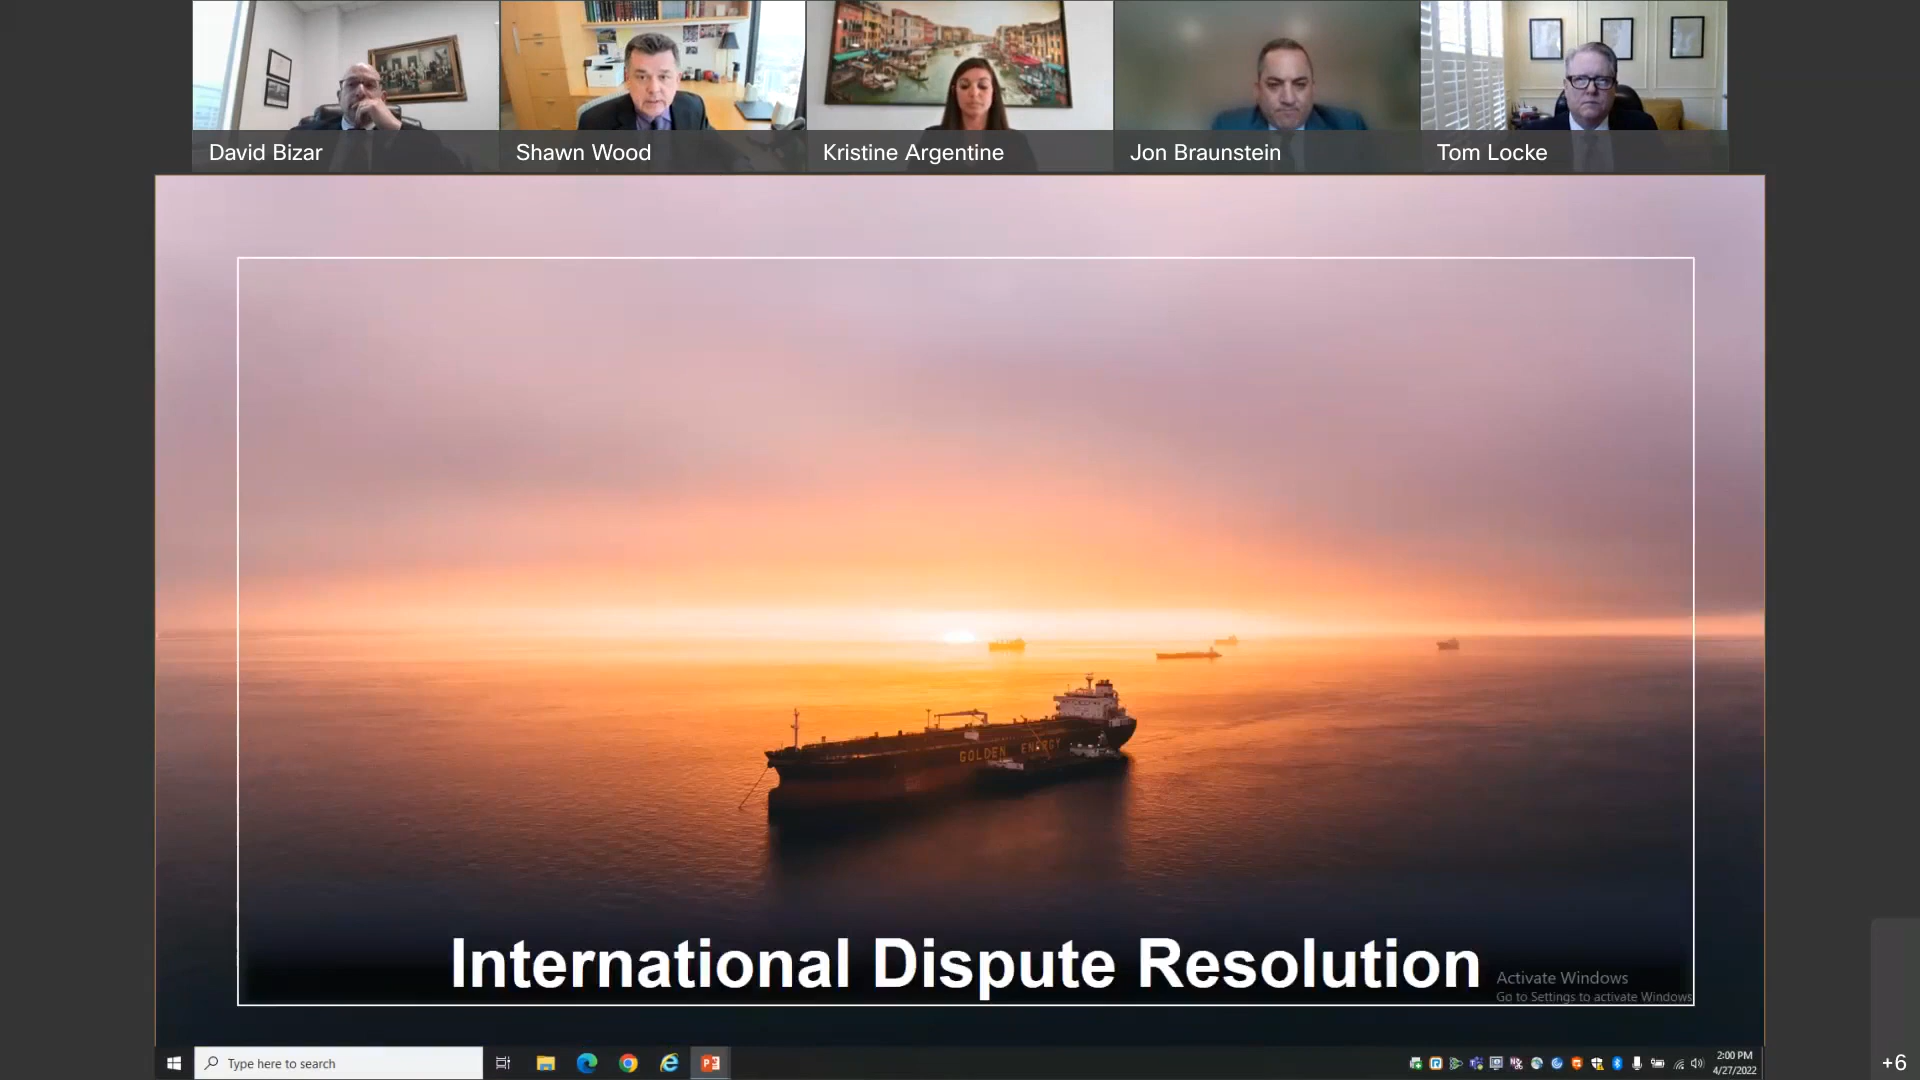 David Bizar
Shawn Wood
Kristine Argentine
Jon Braunstein
Tom Locke
GOLDEN ENERGY
International Dispute Resolution
Activate Windows
Go to Settings to activate Windows
Type here to search
2:00 PM
4/27/2022
+6